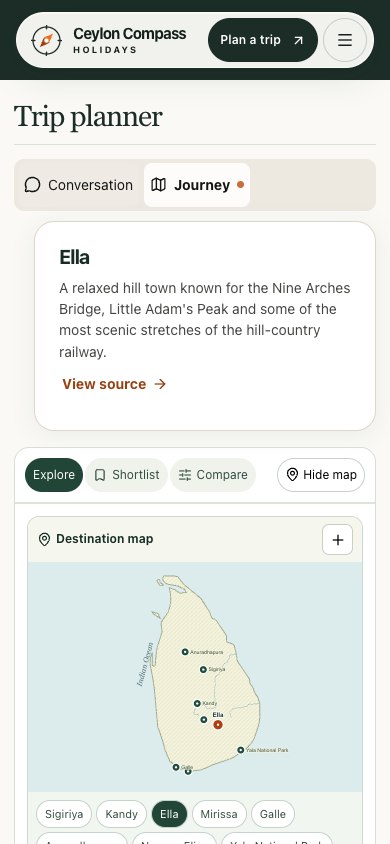 Ceylon Compass
HOLIDAYS
Plan a trip
Trip planner
Conversation
Journey
Ella
A relaxed hill town known for the Nine Arches
Bridge, Little Adam's Peak and some of the
most scenic stretches of the hill-country
railway.
View source
Explore
Shortlist
Compare
Hide map
Destination map
Indian Ocean
Anuradhapura
Sigiriya
Kandy
Ella
Yala National Park
Galle
Sigiriya
Kandy
Ella
Mirissa
Galle